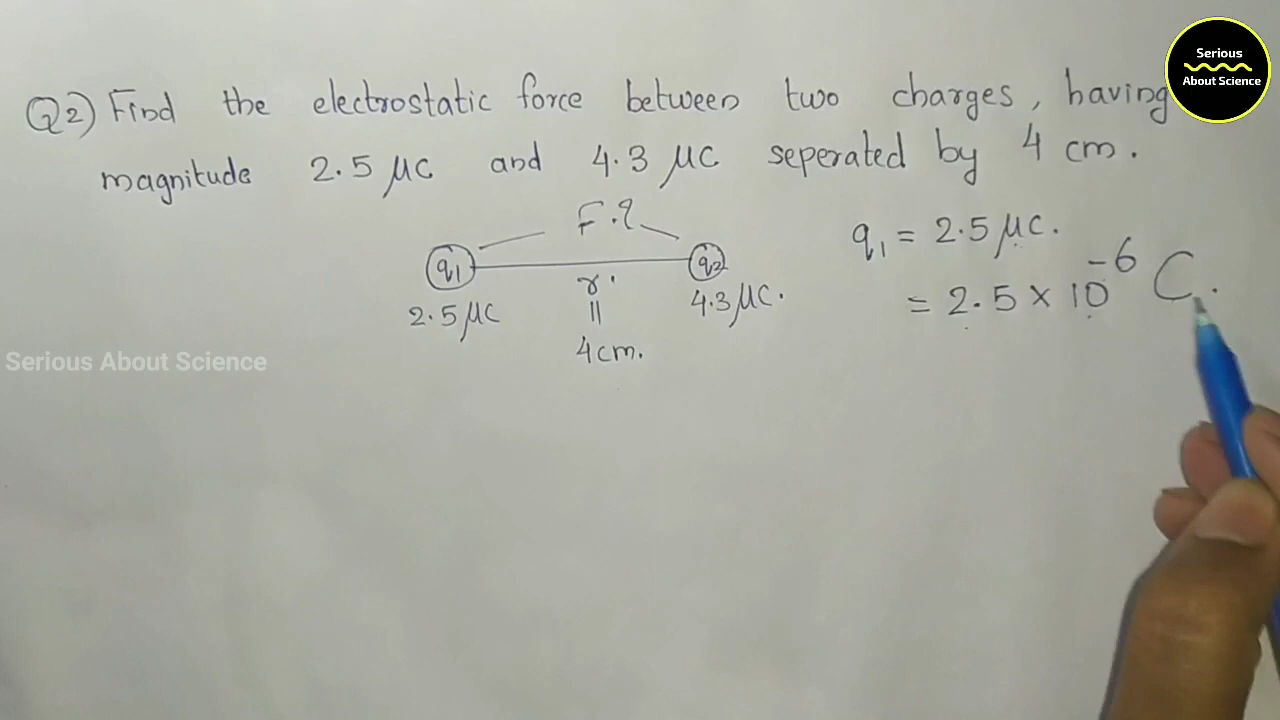 Serious
About Science
Q2) Find the electrostatic force between two charges, having
magnitude 2.5 μC and 4.3 μC seperated by 4 cm.
F.?
q1 q2
r.
2.5 μC 4.3 μC.
=
4cm.
q1 = 2.5 μC.
= 2.5 × 10⁻⁶ C.
Serious About Science